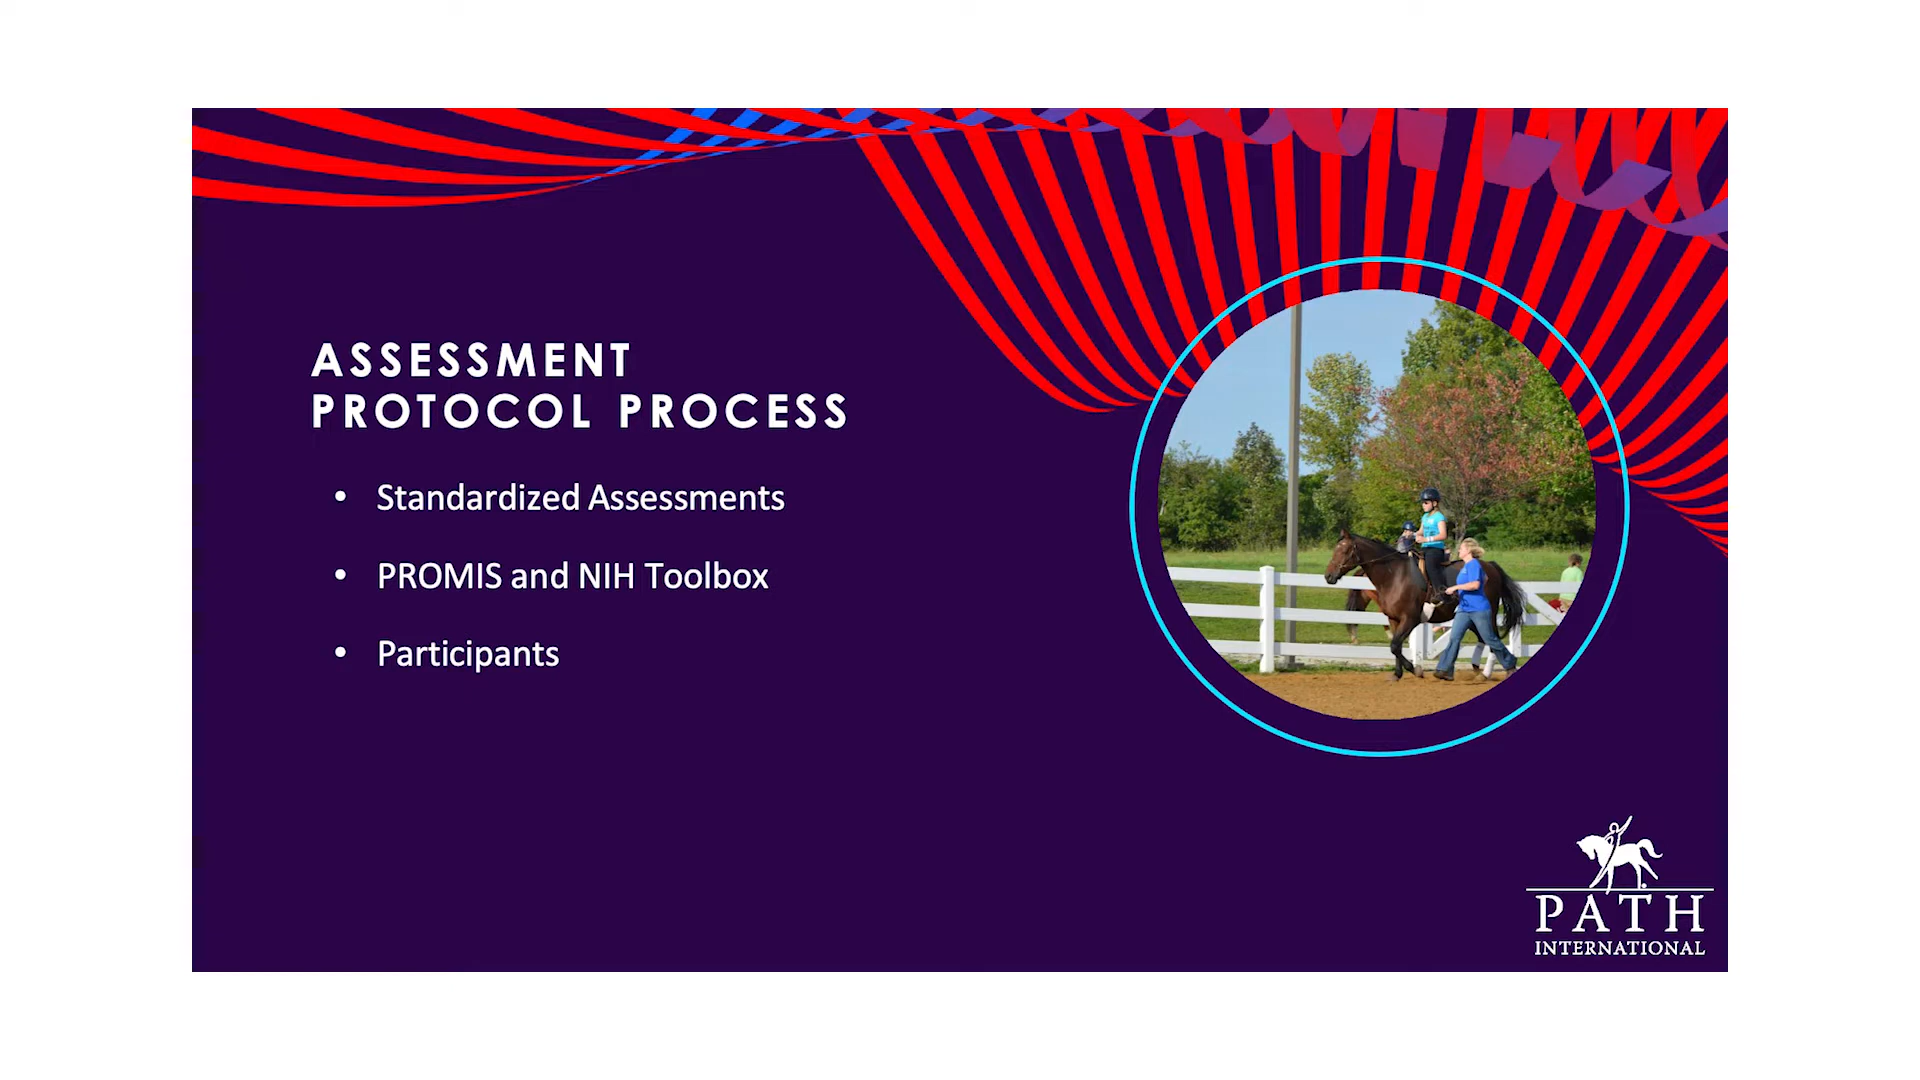 ASSESSMENT
PROTOCOL PROCESS
• Standardized Assessments
• PROMIS and NIH Toolbox
• Participants
PATH
INTERNATIONAL